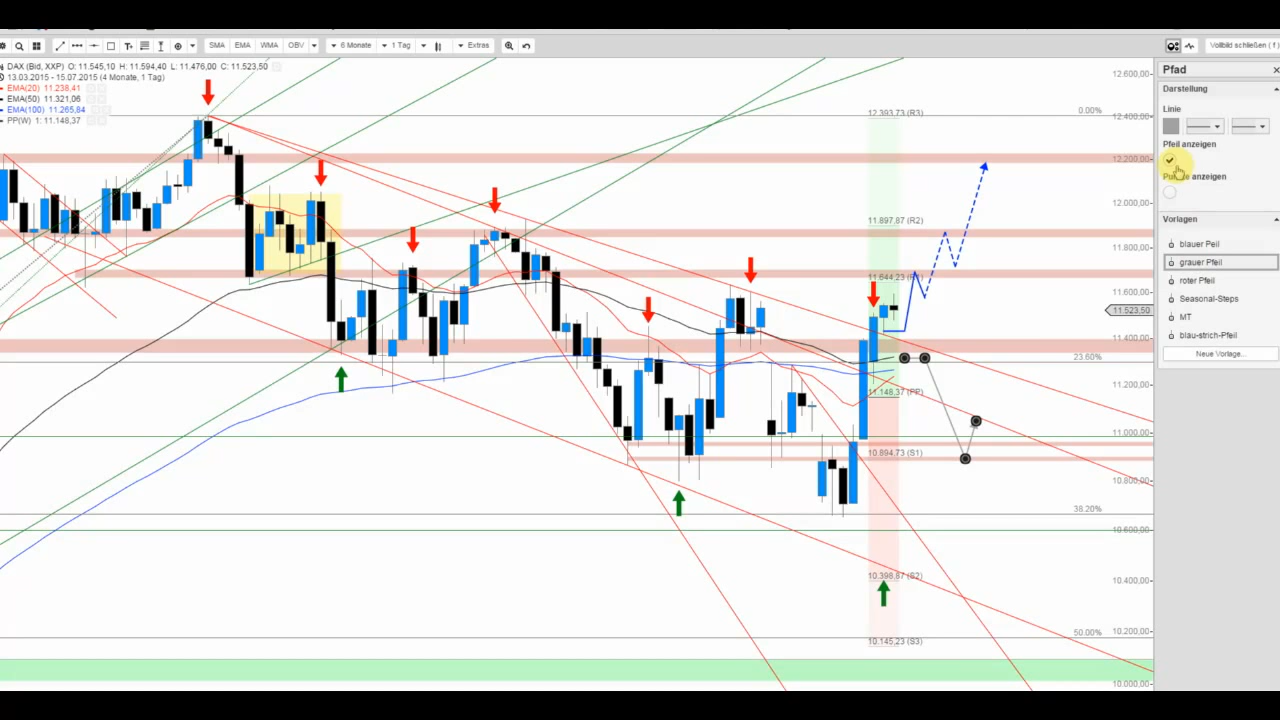 SMA EMA WMA OBV 6 Monate 1 Tag Extras Vollbild schließen ( f )
DAX (Bid, XXP) O: 11.545,10 H: 11.594,40 L: 11.476,00 C: 11.523,50
13.03.2015 - 15.07.2015 (4 Monate, 1 Tag)
EMA(20) 11.238,41
EMA(50) 11.321,06
EMA(100) 11.265,84
PP(W) 1: 11.148,37
12.393,73 (R3)
11.897,87 (R2)
11.644,23
11.148,37 (PP)
10.894,73 (S1)
10.398,87 (S2)
10.145,23 (S3)
0.00%
23.60%
38.20%
50.00%
12.600,00
12.400,00
12.200,00
12.000,00
11.800,00
11.600,00
11.523,50
11.400,00
11.200,00
11.000,00
10.800,00
10.600,00
10.400,00
10.200,00
10.000,00
Pfad
Darstellung
Linie
Pfeil anzeigen
anzeigen
Vorlagen
blauer Peil
grauer Pfeil
roter Pfeil
Seasonal-Steps
MT
blau-strich-Pfeil
Neue Vorlage...